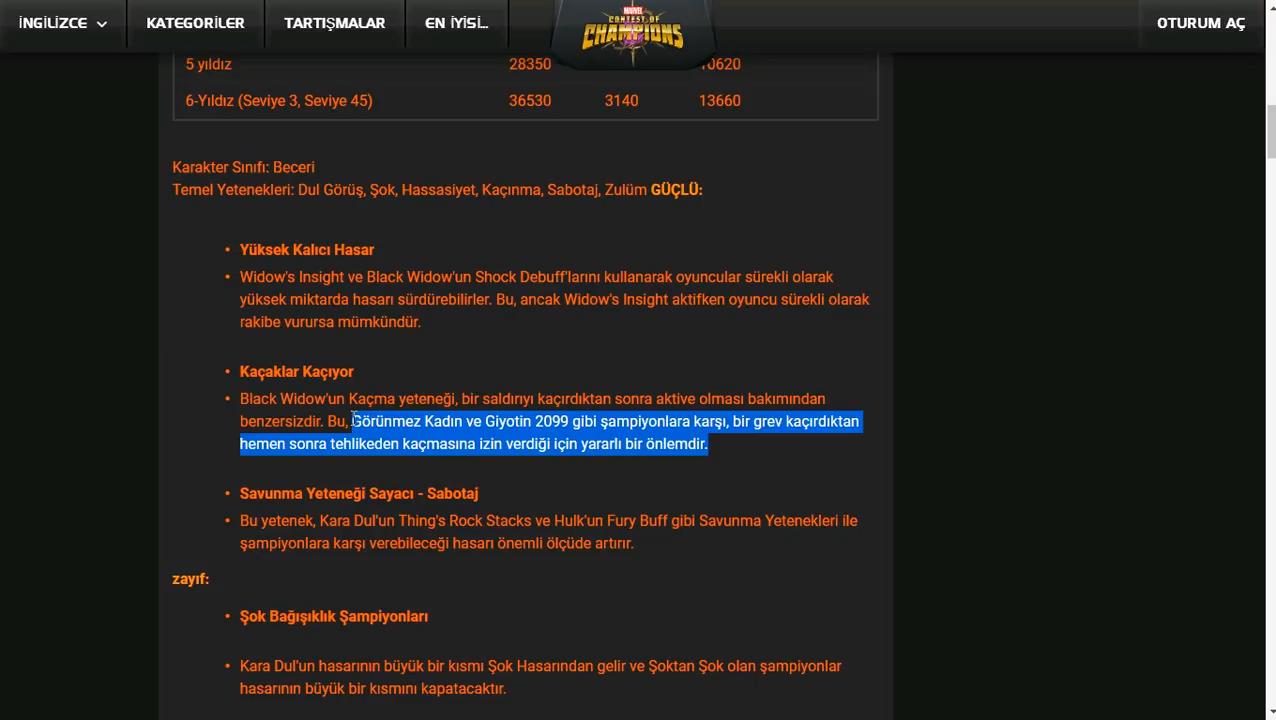 İNGİLİZCE
KATEGORİLER
TARTIŞMALAR
EN İYİSİ..
MARVEL
CONTEST OF
CHAMPIONS
OTURUM AÇ
5 yıldız 28350 10620
6-Yıldız (Seviye 3, Seviye 45) 36530 3140 13660
Karakter Sınıfı: Beceri
Temel Yetenekleri: Dul Görüş, Şok, Hassasiyet, Kaçınma, Sabotaj, Zulüm GÜÇLÜ:
• Yüksek Kalıcı Hasar
• Widow's Insight ve Black Widow'un Shock Debuff'larını kullanarak oyuncular sürekli olarak
yüksek miktarda hasarı sürdürebilirler. Bu, ancak Widow's Insight aktifken oyuncu sürekli olarak
rakibe vurursa mümkündür.
• Kaçaklar Kaçıyor
• Black Widow'un Kaçma yeteneği, bir saldırıyı kaçırdıktan sonra aktive olması bakımından
benzersizdir. Bu, Görünmez Kadın ve Giyotin 2099 gibi şampiyonlara karşı, bir grev kaçırdıktan
hemen sonra tehlikeden kaçmasına izin verdiği için yararlı bir önlemdir.
• Savunma Yeteneği Sayacı - Sabotaj
• Bu yetenek, Kara Dul'un Thing's Rock Stacks ve Hulk'un Fury Buff gibi Savunma Yetenekleri ile
şampiyonlara karşı verebileceği hasarı önemli ölçüde artırır.
zayıf:
• Şok Bağışıklık Şampiyonları
• Kara Dul'un hasarının büyük bir kısmı Şok Hasarından gelir ve Şoktan Şok olan şampiyonlar
hasarının büyük bir kısmını kapatacaktır.